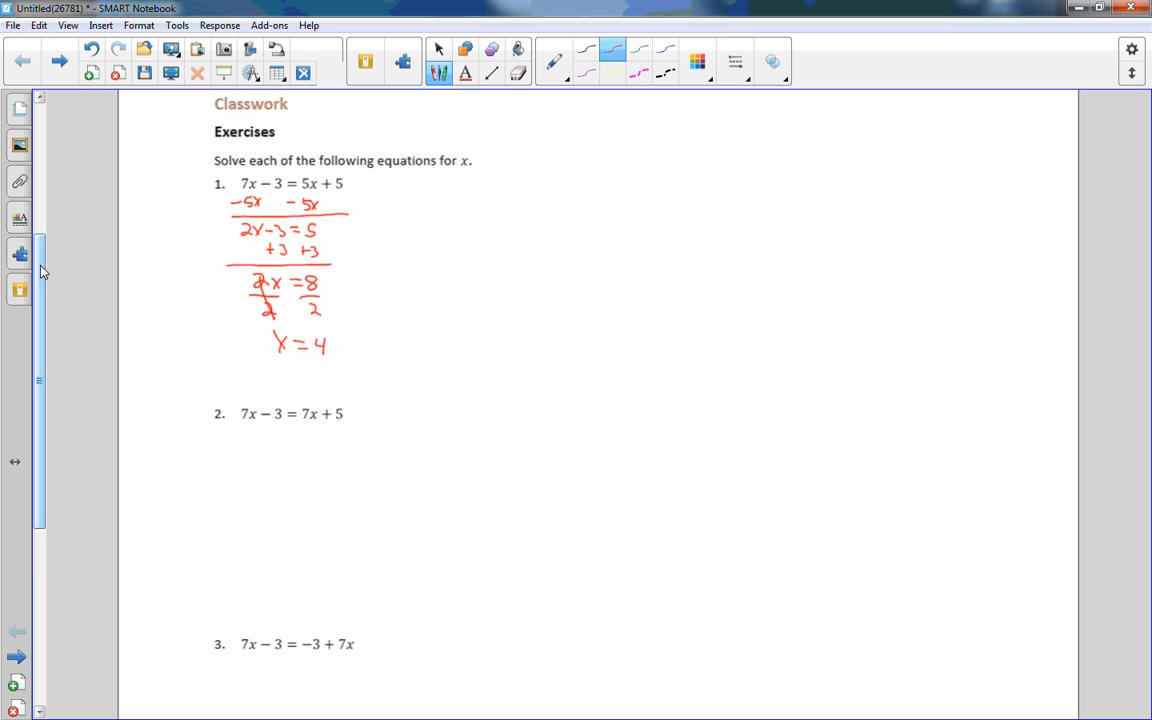 Untitled(26781) * - SMART Notebook
File Edit View Insert Format Tools Response Add-ons Help
Classwork
Exercises
Solve each of the following equations for x.
1. 7x − 3 = 5x + 5
−5x −5x
2x−3 = 5
+3 +3
2x = 8
2 2
x = 4
2. 7x − 3 = 7x + 5
3. 7x − 3 = −3 + 7x